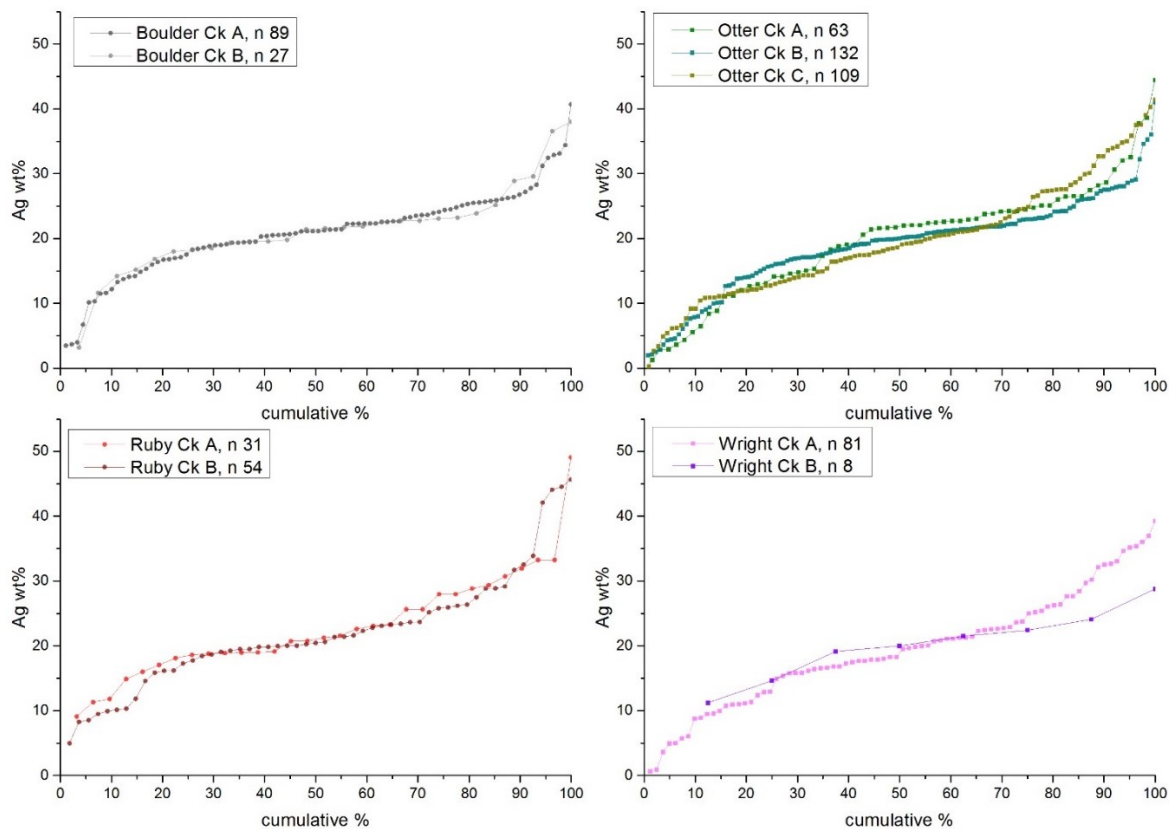 Boulder Ck A, n 89
Boulder Ck B, n 27
50
40
30
20
10
0
Ag wt%
0 10 20 30 40 50 60 70 80 90 100
cumulative %
Otter Ck A, n 63
Otter Ck B, n 132
Otter Ck C, n 109
50
40
30
20
10
0
Ag wt%
0 10 20 30 40 50 60 70 80 90 100
cumulative %
Ruby Ck A, n 31
Ruby Ck B, n 54
50
40
30
20
10
0
Ag wt%
0 10 20 30 40 50 60 70 80 90 100
cumulative %
Wright Ck A, n 81
Wright Ck B, n 8
50
40
30
20
10
0
Ag wt%
0 10 20 30 40 50 60 70 80 90 100
cumulative %